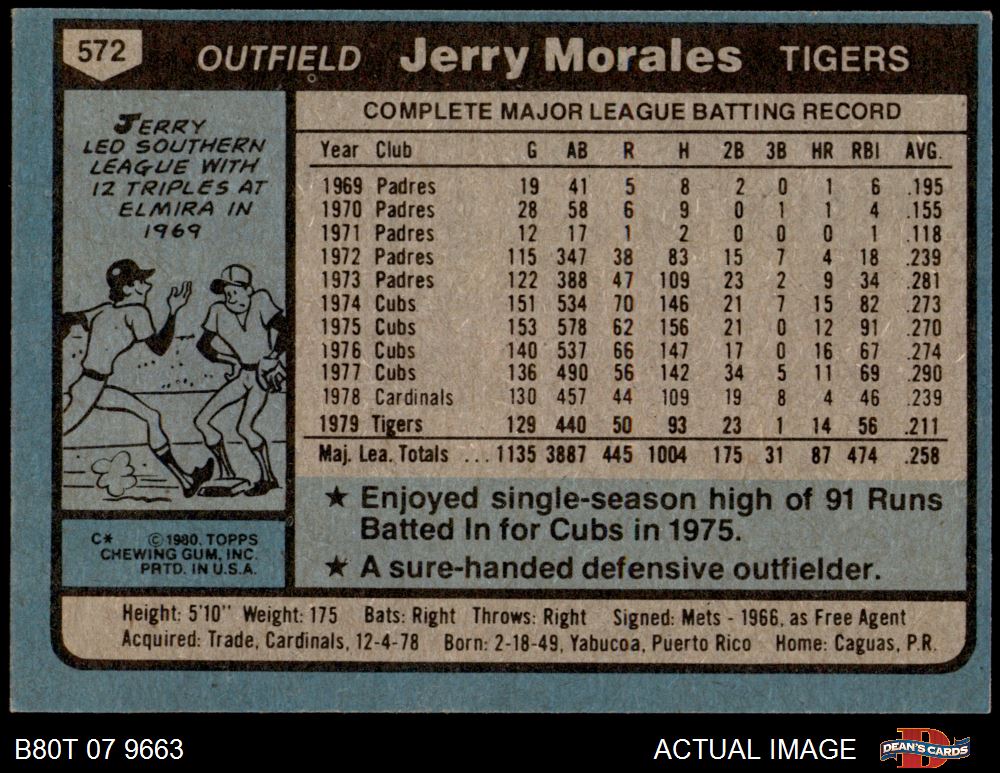 572 OUTFIELD Jerry Morales TIGERS
JERRY
LED SOUTHERN
LEAGUE WITH
12 TRIPLES AT
ELMIRA IN
1969
C* © 1980. TOPPS
CHEWING GUM, INC.
PRTD. IN U.S.A.
COMPLETE MAJOR LEAGUE BATTING RECORD
Year Club G AB R H 2B 3B HR RBI AVG.
1969 Padres 19 41 5 8 2 0 1 6 .195
1970 Padres 28 58 6 9 0 1 1 4 .155
1971 Padres 12 17 1 2 0 0 0 1 .118
1972 Padres 115 347 38 83 15 7 4 18 .239
1973 Padres 122 388 47 109 23 2 9 34 .281
1974 Cubs 151 534 70 146 21 7 15 82 .273
1975 Cubs 153 578 62 156 21 0 12 91 .270
1976 Cubs 140 537 66 147 17 0 16 67 .274
1977 Cubs 136 490 56 142 34 5 11 69 .290
1978 Cardinals 130 457 44 109 19 8 4 46 .239
1979 Tigers 129 440 50 93 23 1 14 56 .211
Maj. Lea. Totals ... 1135 3887 445 1004 175 31 87 474 .258
★ Enjoyed single-season high of 91 Runs
Batted In for Cubs in 1975.
★ A sure-handed defensive outfielder.
Height: 5'10" Weight: 175 Bats: Right Throws: Right Signed: Mets - 1966, as Free Agent
Acquired: Trade, Cardinals, 12-4-78 Born: 2-18-49, Yabucoa, Puerto Rico Home: Caguas, P.R.
B80T 07 9663 ACTUAL IMAGE DEAN'S CARDS